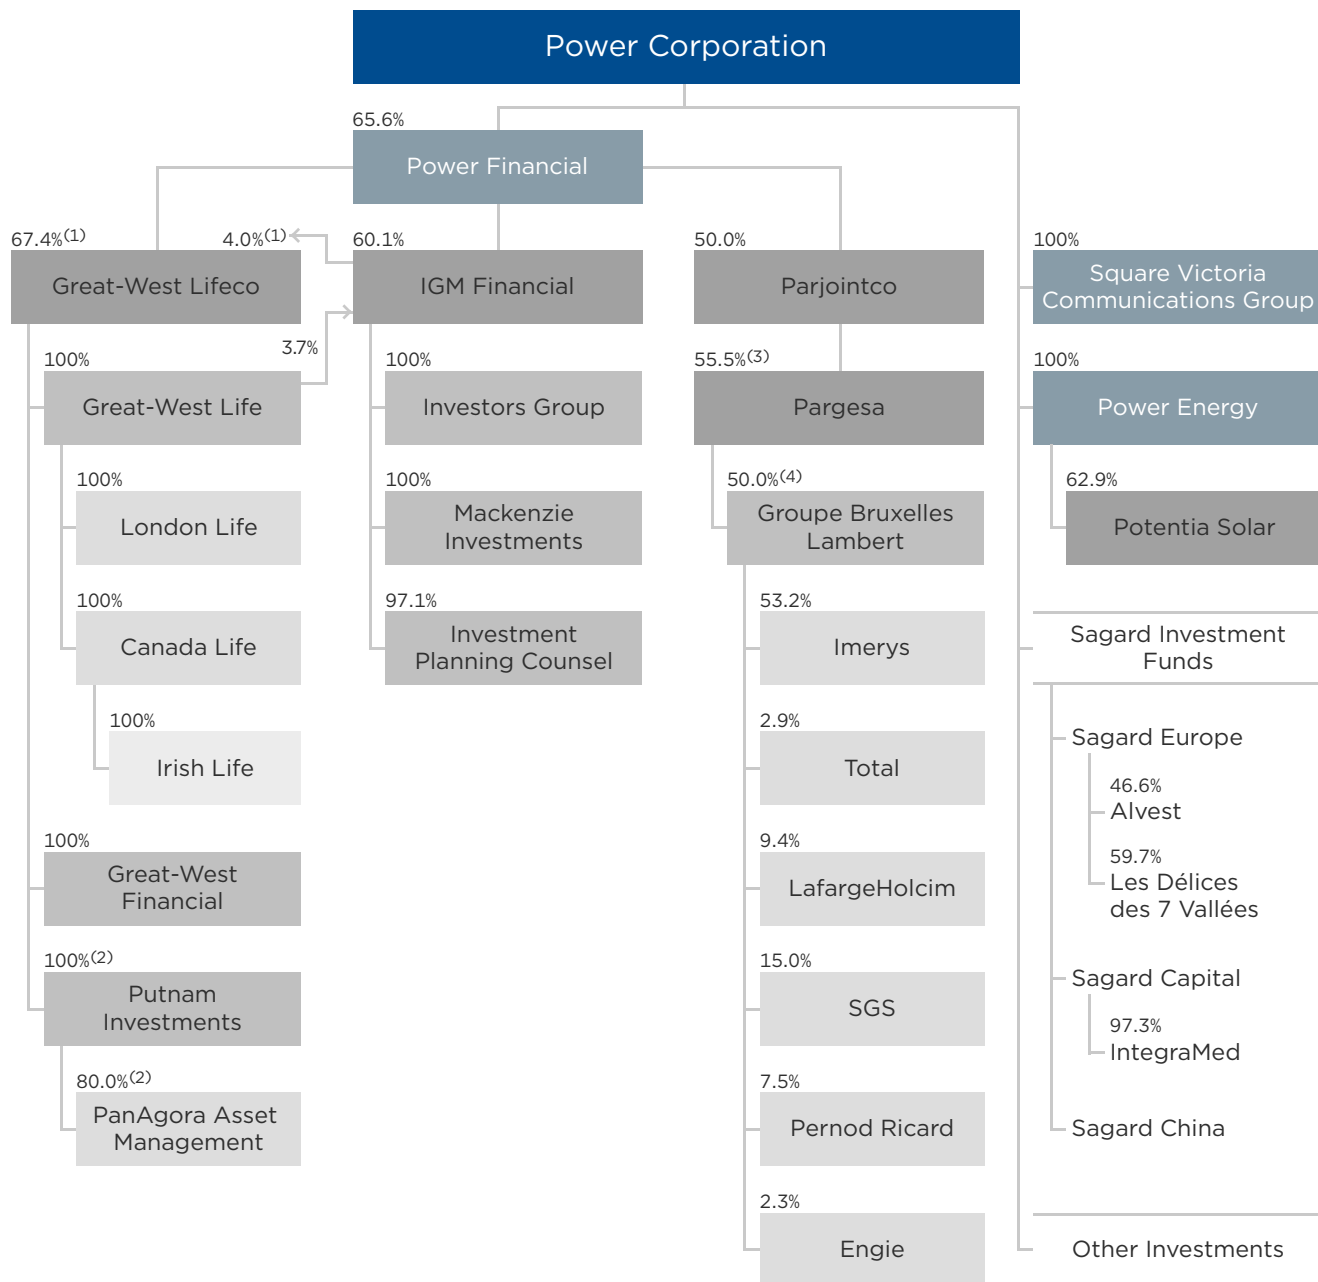 Power Corporation
65.6%
Power Financial
67.4%(1)
4.0%(1)
Great-West Lifeco
3.7%
100%
Great-West Life
100%
London Life
100%
Canada Life
100%
Irish Life
100%
Great-West
Financial
100%(2)
Putnam
Investments
80.0%(2)
PanAgora Asset
Management
60.1%
IGM Financial
100%
Investors Group
100%
Mackenzie
Investments
97.1%
Investment
Planning Counsel
50.0%
Parjointco
55.5%(3)
Pargesa
50.0%(4)
Groupe Bruxelles
Lambert
53.2%
Imerys
2.9%
Total
9.4%
LafargeHolcim
15.0%
SGS
7.5%
Pernod Ricard
2.3%
Engie
100%
Square Victoria
Communications Group
100%
Power Energy
62.9%
Potentia Solar
Sagard Investment
Funds
Sagard Europe
46.6%
Alvest
59.7%
Les Délices
des 7 Vallées
Sagard Capital
97.3%
IntegraMed
Sagard China
Other Investments